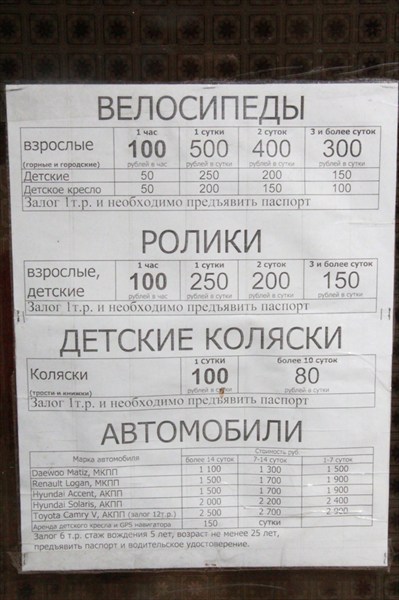 ВЕЛОСИПЕДЫ
взрослые (горные и городские) 1 час 100 рублей в час 1 сутки 500 рублей в сутки 2 суток 400 рублей в сутки 3 и более суток 300 рублей в сутки
Детские 50 250 200 150
Детское кресло 50 200 150 100
Залог 1т.р. и необходимо предъявить паспорт
РОЛИКИ
взрослые, детские 1 час 100 рублей в час 1 сутки 250 рублей в сутки 2 суток 200 рублей в сутки 3 и более суток 150 рублей в сутки
Залог 1т.р. и необходимо предъявить паспорт
ДЕТСКИЕ КОЛЯСКИ
Коляски (трости и книжки) 1 СУТКИ 100 рублей в сутки более 10 суток 80 рублей в сутки
Залог 1т.р. и необходимо предъявить паспорт
АВТОМОБИЛИ
Марка автомобиля Стоимость руб.
более 14 суток 7-14 суток 1-7 суток
Daewoo Matiz, МКПП 1 100 1 300 1 500
Renault Logan, МКПП 1 500 1 700 1 900
Hyundai Accent, АКПП 1 500 1 700 1 900
Hyundai Solaris, АКПП 2 000 2 200 2 400
Toyota Camry V, АКПП (залог 12т.р.) 2 500 2 700 2 900
Аренда детского кресла и GPS навигатора 150 сутки
Залог 6 т.р. стаж вождения 5 лет, возраст не менее 25 лет,
предъявить паспорт и водительское удостоверение.